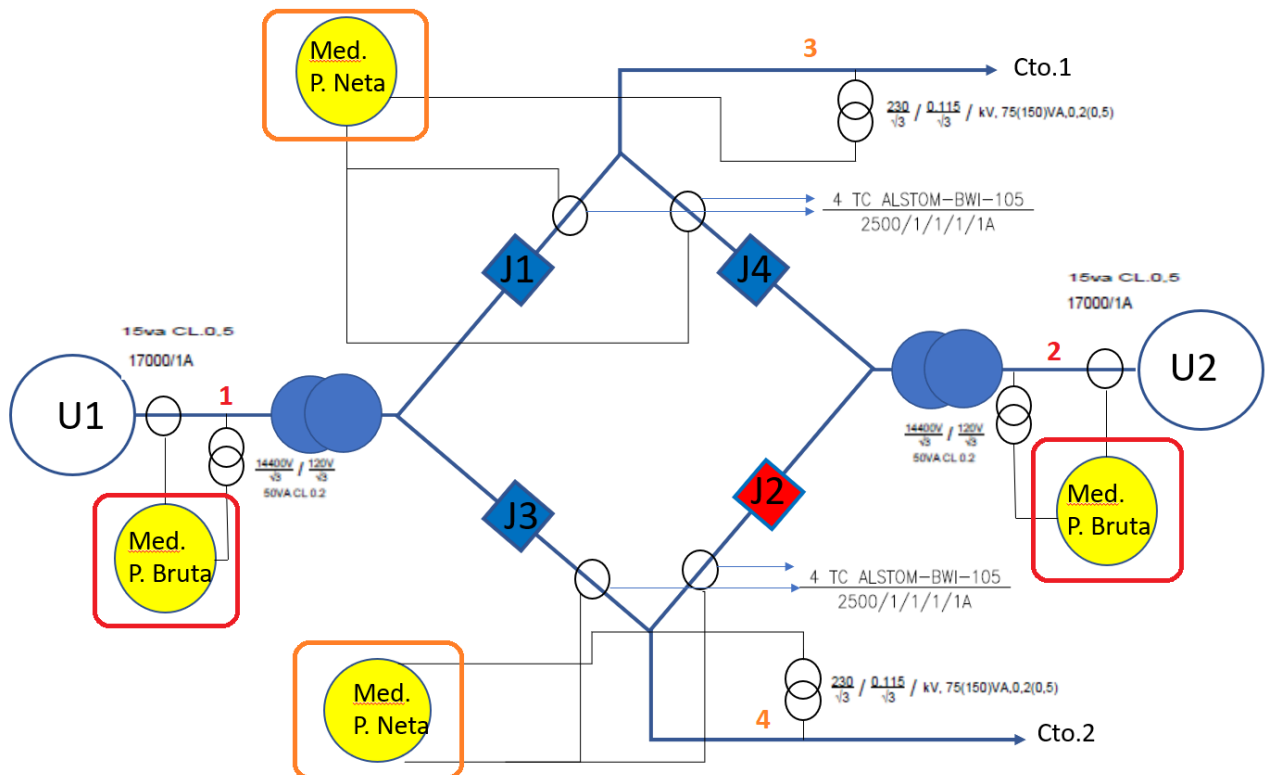 Med.
P. Neta
3
Cto.1
230/√3 / 0.115/√3 / kV, 75(150)VA,0,2(0,5)
4 TC ALSTOM-BWI-105
2500/1/1/1/1A
J1
J4
15va CL.0,5
17000/1A
15va CL.0,5
17000/1A
U1
1
2
U2
14400V/√3 / 120V/√3
50VA CL 0.2
14400V/√3 / 120V/√3
50VA CL 0.2
J3
J2
Med.
P. Bruta
Med.
P. Bruta
4 TC ALSTOM-BWI-105
2500/1/1/1/1A
Med.
P. Neta
230/√3 / 0.115/√3 / kV, 75(150)VA,0,2(0,5)
4
Cto.2